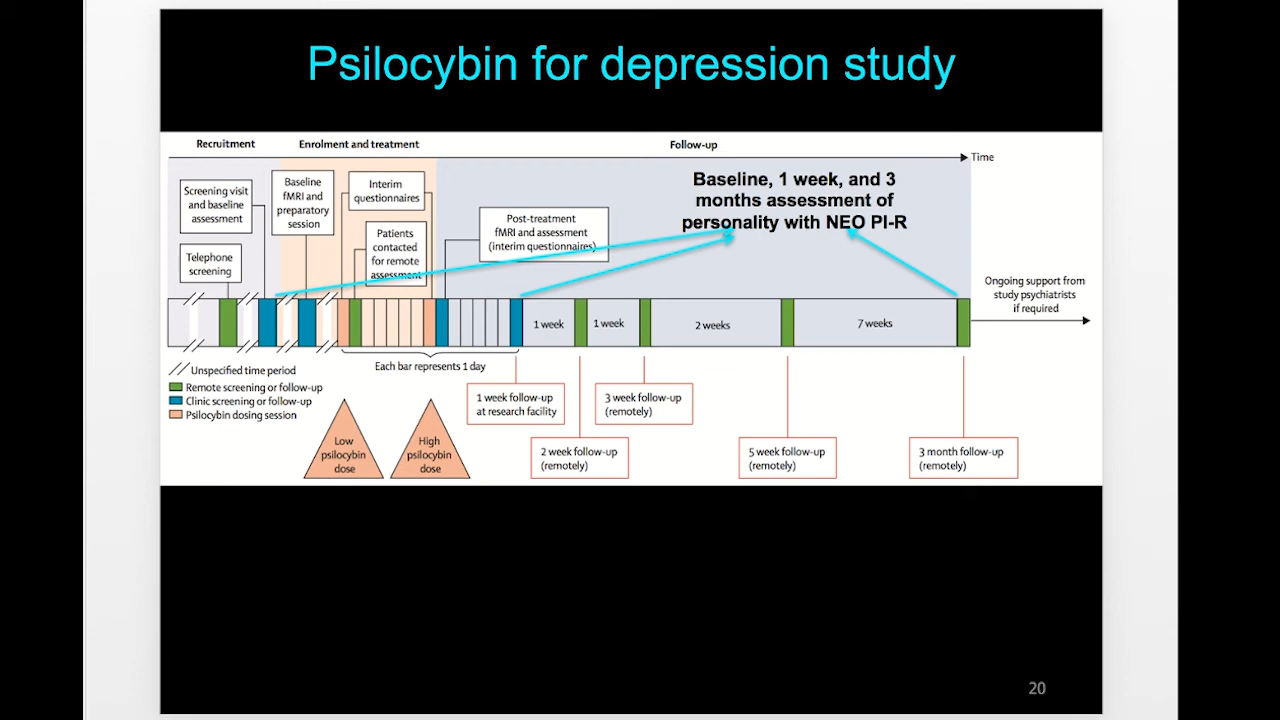 Psilocybin for depression study
Recruitment
Enrolment and treatment
Follow-up
Time
Screening visit
and baseline
assessment
Telephone
screening
Baseline
fMRI and
preparatory
session
Interim
questionnaires
Patients
contacted
for remote
assessment
Post-treatment
fMRI and assessment
(interim questionnaires)
Baseline, 1 week, and 3
months assessment of
personality with NEO PI-R
Ongoing support from
study psychiatrists
if required
1 week
1 week
2 weeks
7 weeks
Each bar represents 1 day
Unspecified time period
Remote screening or follow-up
Clinic screening or follow-up
Psilocybin dosing session
Low
psilocybin
dose
High
psilocybin
dose
1 week follow-up
at research facility
2 week follow-up
(remotely)
3 week follow-up
(remotely)
5 week follow-up
(remotely)
3 month follow-up
(remotely)
20